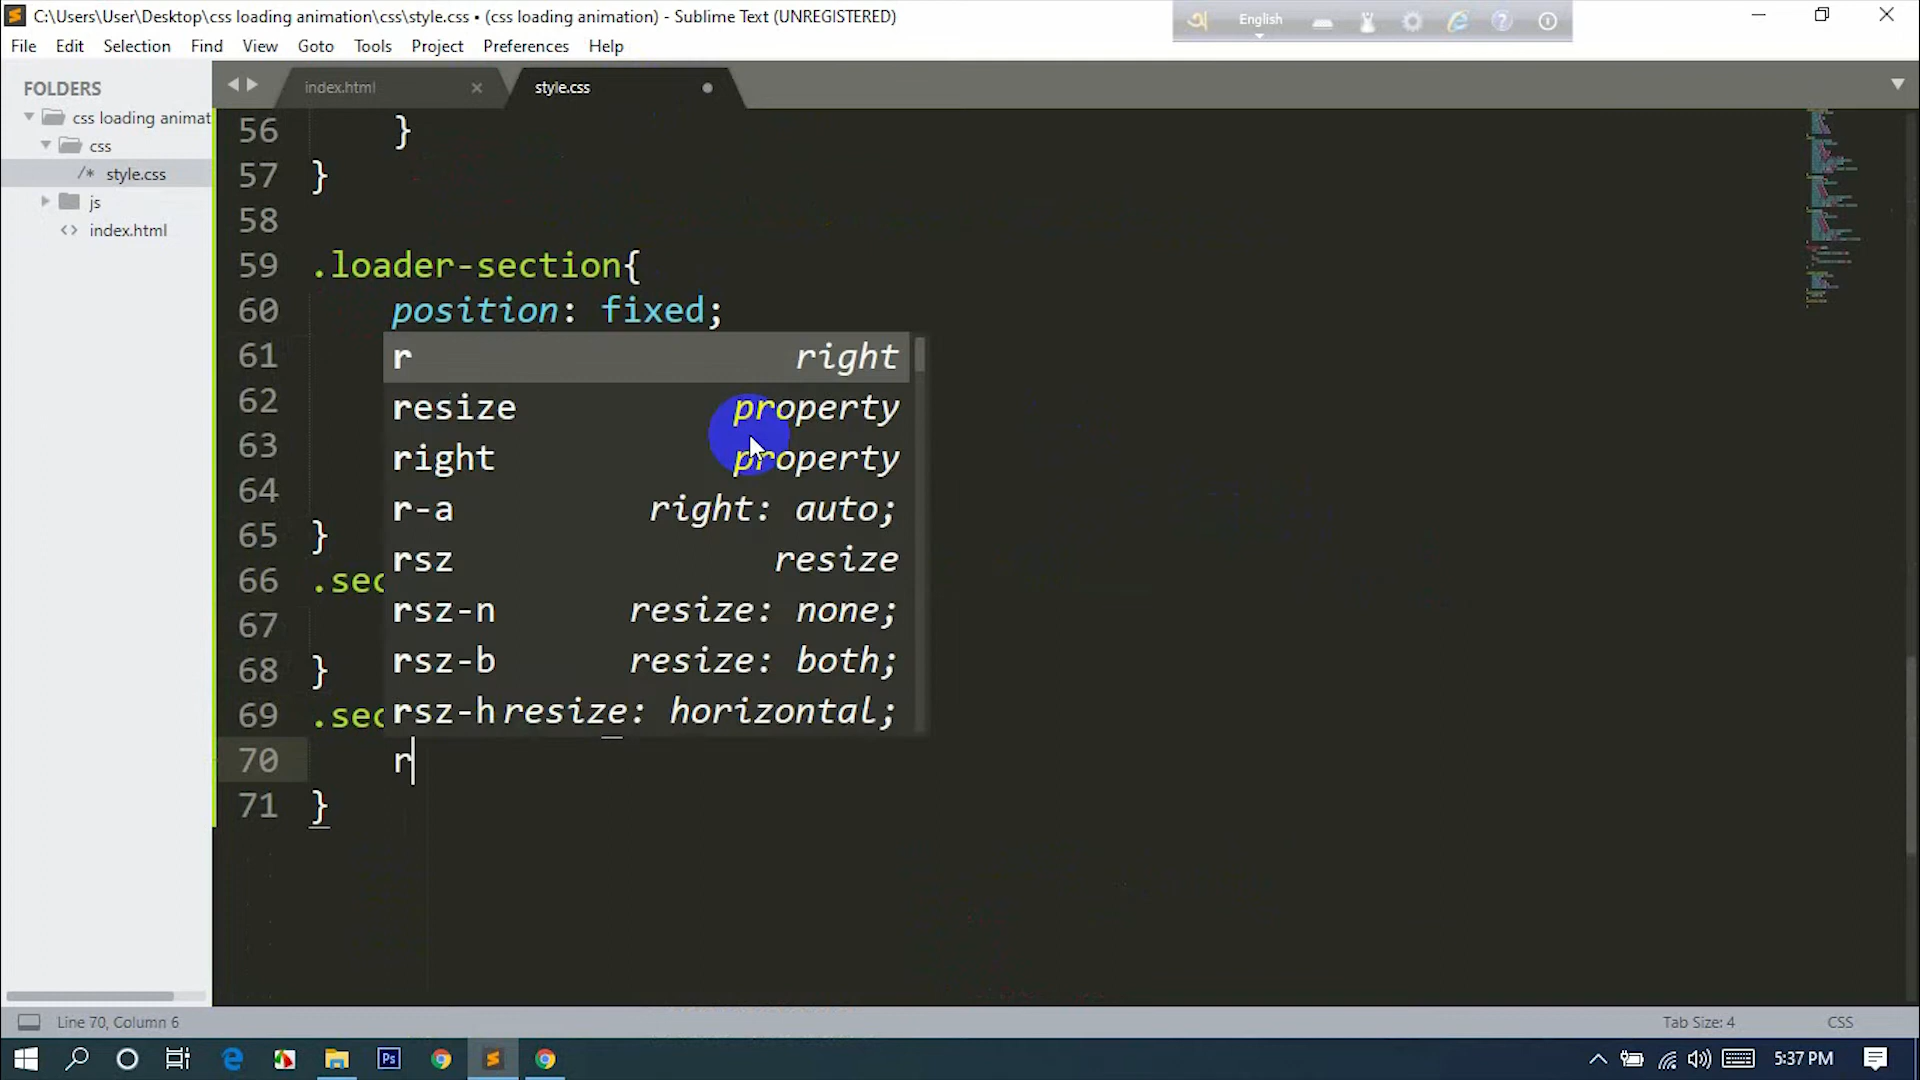 C:\Users\User\Desktop\css loading animation\css\style.css • (css loading animation) - Sublime Text (UNREGISTERED)
English
File Edit Selection Find View Goto Tools Project Preferences Help
FOLDERS
css loading animat
css
/* style.css
js
<> index.html
index.html ×
style.css
56 }
57 }
58
59 .loader-section{
60 position: fixed;
61
62
63
64
65 }
66 .sec
67
68 }
69 .sec
70 r
71 }
r right
resize property
right property
r-a right: auto;
rsz resize
rsz-n resize: none;
rsz-b resize: both;
rsz-h resize: horizontal;
Line 70, Column 6
Tab Size: 4
CSS
Ps
5:37 PM